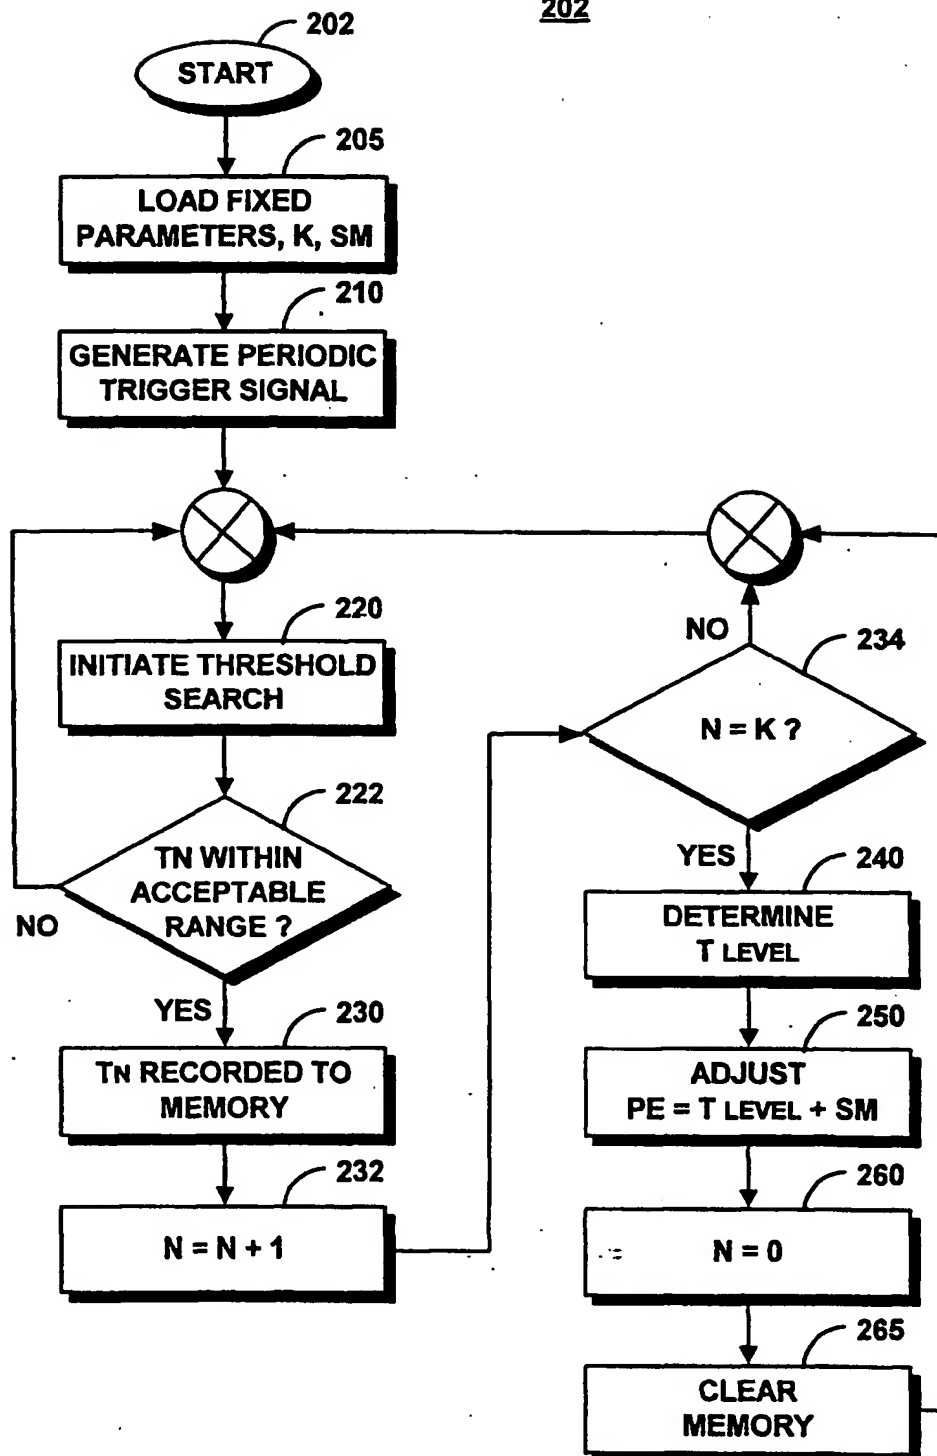 202
202
START
205
LOAD FIXED
PARAMETERS, K, SM
210
GENERATE PERIODIC
TRIGGER SIGNAL
220
INITIATE THRESHOLD
SEARCH
222
TN WITHIN
ACCEPTABLE
RANGE ?
NO
YES
230
TN RECORDED TO
MEMORY
232
N = N + 1
234
N = K ?
NO
YES
240
DETERMINE
T LEVEL
250
ADJUST
PE = T LEVEL + SM
260
N = 0
265
CLEAR
MEMORY